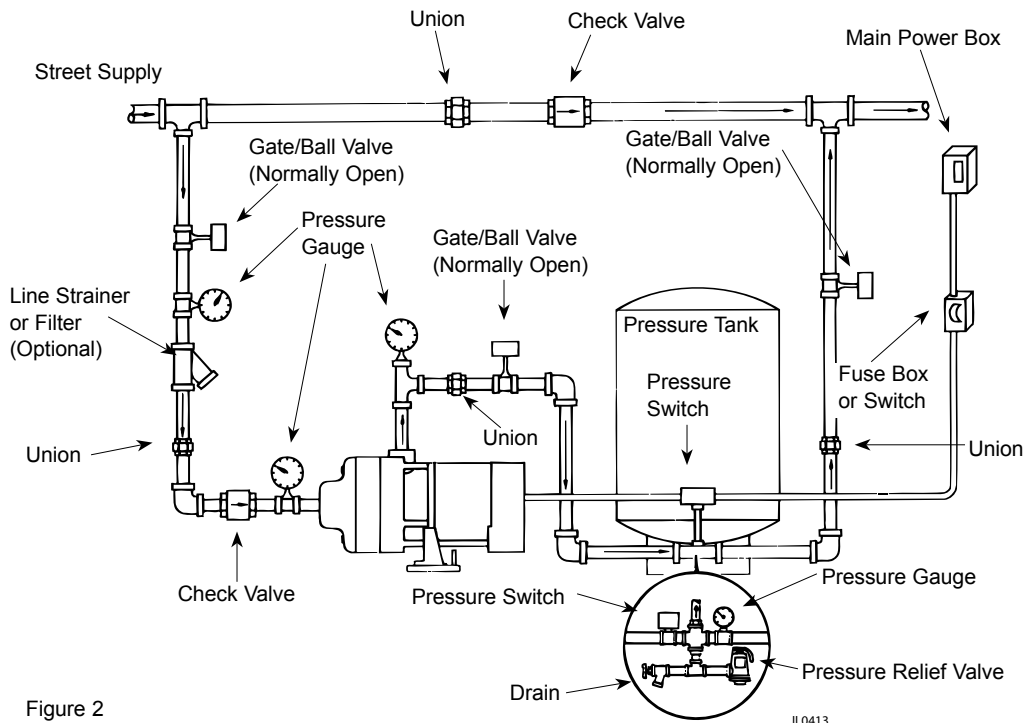 Union
Check Valve
Main Power Box
Street Supply
Gate/Ball Valve
(Normally Open)
Gate/Ball Valve
(Normally Open)
Pressure
Gauge
Gate/Ball Valve
(Normally Open)
Line Strainer
or Filter
(Optional)
Pressure Tank
Pressure
Switch
Fuse Box
or Switch
Union
Union
Union
Check Valve
Pressure Switch
Pressure Gauge
Pressure Relief Valve
Drain
Figure 2
JL0413